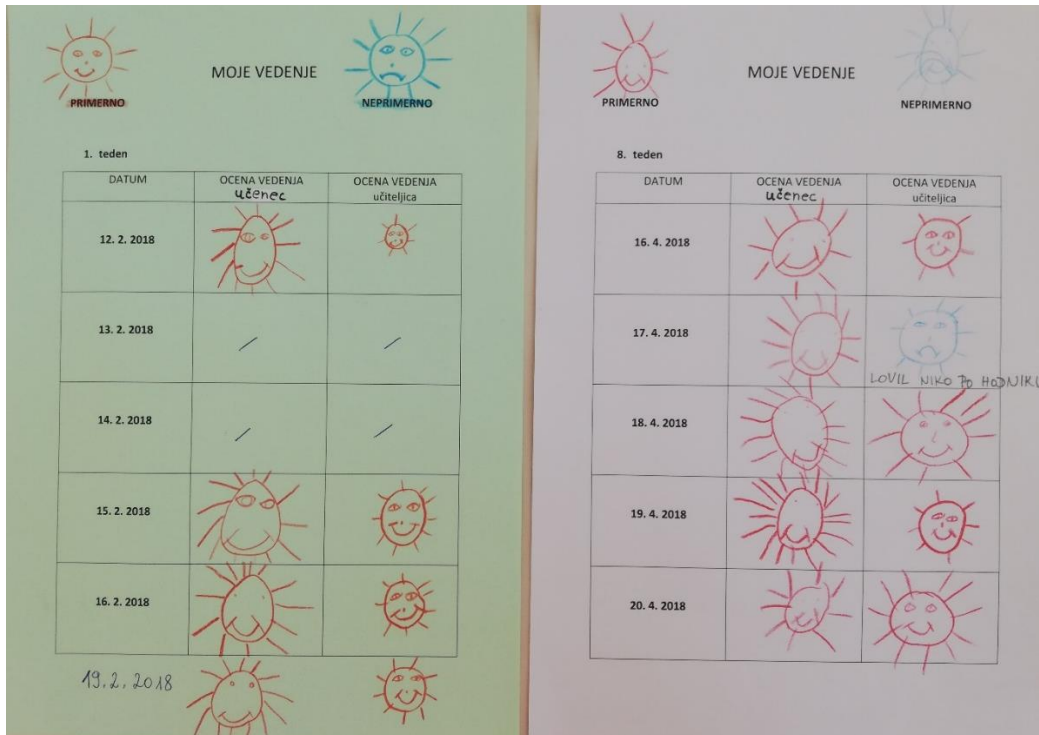 MOJE VEDENJE
PRIMERNO
NEPRIMERNO
1. teden
DATUM
OCENA VEDENJA
učenec
OCENA VEDENJA
učiteljica
12. 2. 2018
13. 2. 2018
14. 2. 2018
15. 2. 2018
16. 2. 2018
19.2.2018
MOJE VEDENJE
PRIMERNO
NEPRIMERNO
8. teden
DATUM
OCENA VEDENJA
učenec
OCENA VEDENJA
učiteljica
16. 4. 2018
17. 4. 2018
LOVIL NIKO PO HODNIKU
18. 4. 2018
19. 4. 2018
20. 4. 2018